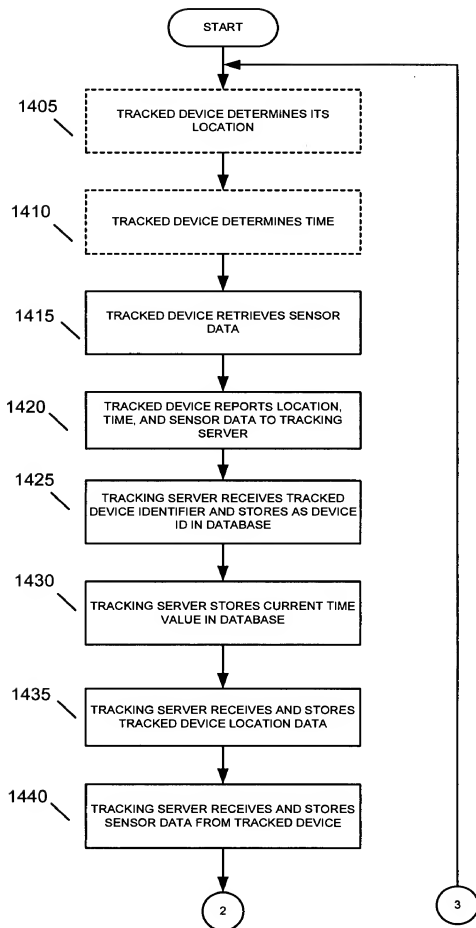 START
1405
TRACKED DEVICE DETERMINES ITS
LOCATION
1410
TRACKED DEVICE DETERMINES TIME
1415
TRACKED DEVICE RETRIEVES SENSOR
DATA
1420
TRACKED DEVICE REPORTS LOCATION,
TIME, AND SENSOR DATA TO TRACKING
SERVER
1425
TRACKING SERVER RECEIVES TRACKED
DEVICE IDENTIFIER AND STORES AS DEVICE
ID IN DATABASE
1430
TRACKING SERVER STORES CURRENT TIME
VALUE IN DATABASE
1435
TRACKING SERVER RECEIVES AND STORES
TRACKED DEVICE LOCATION DATA
1440
TRACKING SERVER RECEIVES AND STORES
SENSOR DATA FROM TRACKED DEVICE
2
3